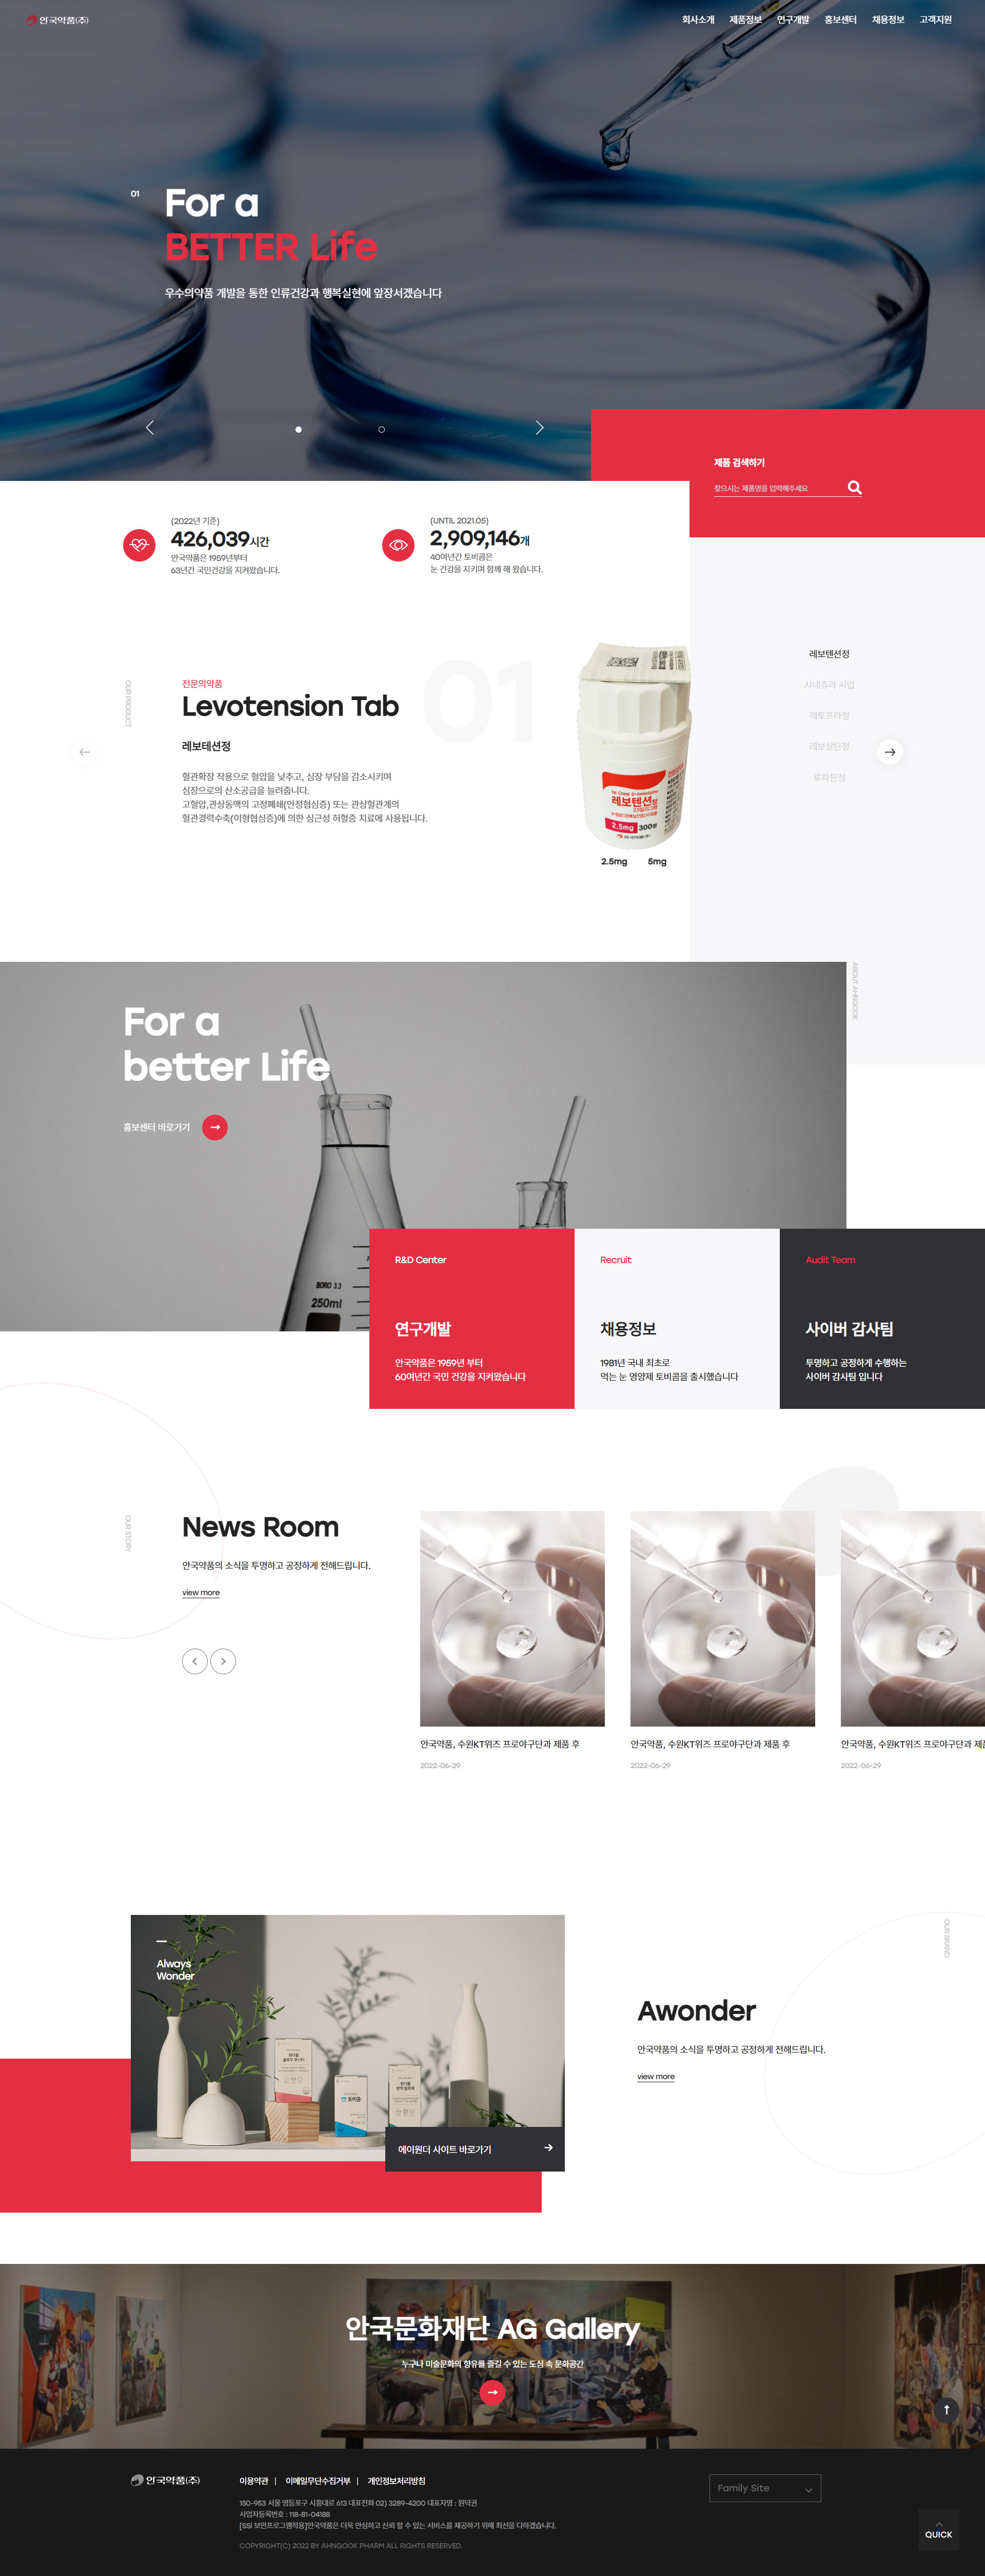 안국약품(주)
회사소개 제품정보 연구개발 홍보센터 채용정보 고객지원
01
For a
BETTER Life
우수의약품 개발을 통한 인류건강과 행복실현에 앞장서겠습니다
제품 검색하기
찾으시는 제품명을 입력해주세요
(2022년 기준)
426,039시간
안국약품은 1959년부터
63년간 국민건강을 지켜왔습니다.
(UNTIL 2021.05)
2,909,146개
40여년간 토비콤은
눈 건강을 지키며 함께 해 왔습니다.
OUR PRODUCT
전문의약품
01
Levotension Tab
레보테션정
혈관확장 작용으로 혈압을 낮추고, 심장 부담을 감소시키며
심장으로의 산소공급을 늘려줍니다.
고혈압,관상동맥의 고정폐쇄(안정협심증) 또는 관상혈관계의
혈관경력수축(이형협심증)에 의한 심근성 허혈증 치료에 사용됩니다.
레보텐션정
2.5mg 300정
2.5mg 5mg
레보텐션정
시네츄라 시럽
레토프라정
레보살탄정
루파핀정
ABOUT AHNGOOK
For a
better Life
홍보센터 바로가기
BORO 3.3
250ml
R&D Center
연구개발
안국약품은 1959년 부터
60여년간 국민 건강을 지켜왔습니다
Recruit
채용정보
1981년 국내 최초로
먹는 눈 영양제 토비콤을 출시했습니다
Audit Team
사이버 감사팀
투명하고 공정하게 수행하는
사이버 감사팀 입니다
OUR STORY
News Room
안국약품의 소식을 투명하고 공정하게 전해드립니다.
view more
안국약품, 수원KT위즈 프로야구단과 제품 후
2022-06-29
안국약품, 수원KT위즈 프로야구단과 제품 후
2022-06-29
안국약품, 수원KT위즈 프로야구단과 제품
2022-06-29
Always
Wonder
토비콤
에이원더 사이트 바로가기
OUR BRAND
Awonder
안국약품의 소식을 투명하고 공정하게 전해드립니다.
view more
안국문화재단 AG Gallery
누구나 미술문화의 향유를 즐길 수 있는 도심 속 문화공간
안국약품(주)
이용약관 | 이메일무단수집거부 | 개인정보처리방침
150-953 서울 영등포구 시흥대로 613 대표전화 02) 3289-4200 대표자명 : 원덕권
사업자등록번호 : 118-81-04188
[SSl 보안프로그램적용]안국약품은 더욱 안심하고 신뢰 할 수 있는 서비스를 제공하기 위해 최선을 다하겠습니다.
COPYRIGHT(C) 2022 BY AHNGOOK PHARM ALL RIGHTS RESERVED.
Family Site
QUICK